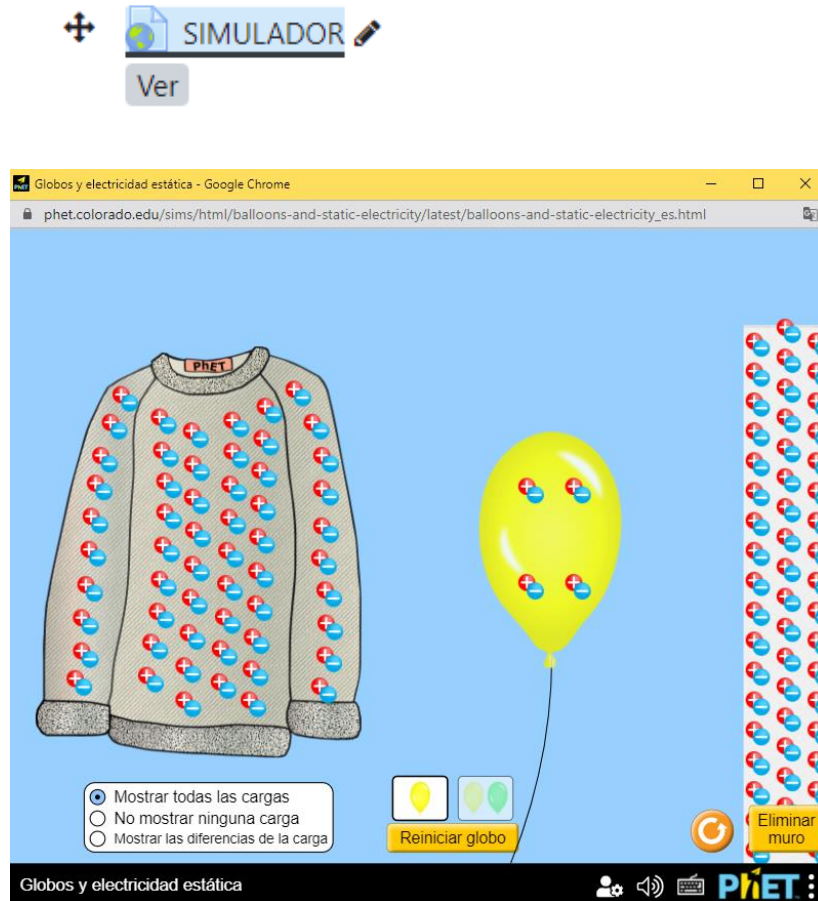 SIMULADOR
Ver
Globos y electricidad estática - Google Chrome
phet.colorado.edu/sims/html/balloons-and-static-electricity/latest/balloons-and-static-electricity_es.html
PhET
Mostrar todas las cargas
No mostrar ninguna carga
Mostrar las diferencias de la carga
Reiniciar globo
Eliminar
muro
Globos y electricidad estática
PhET